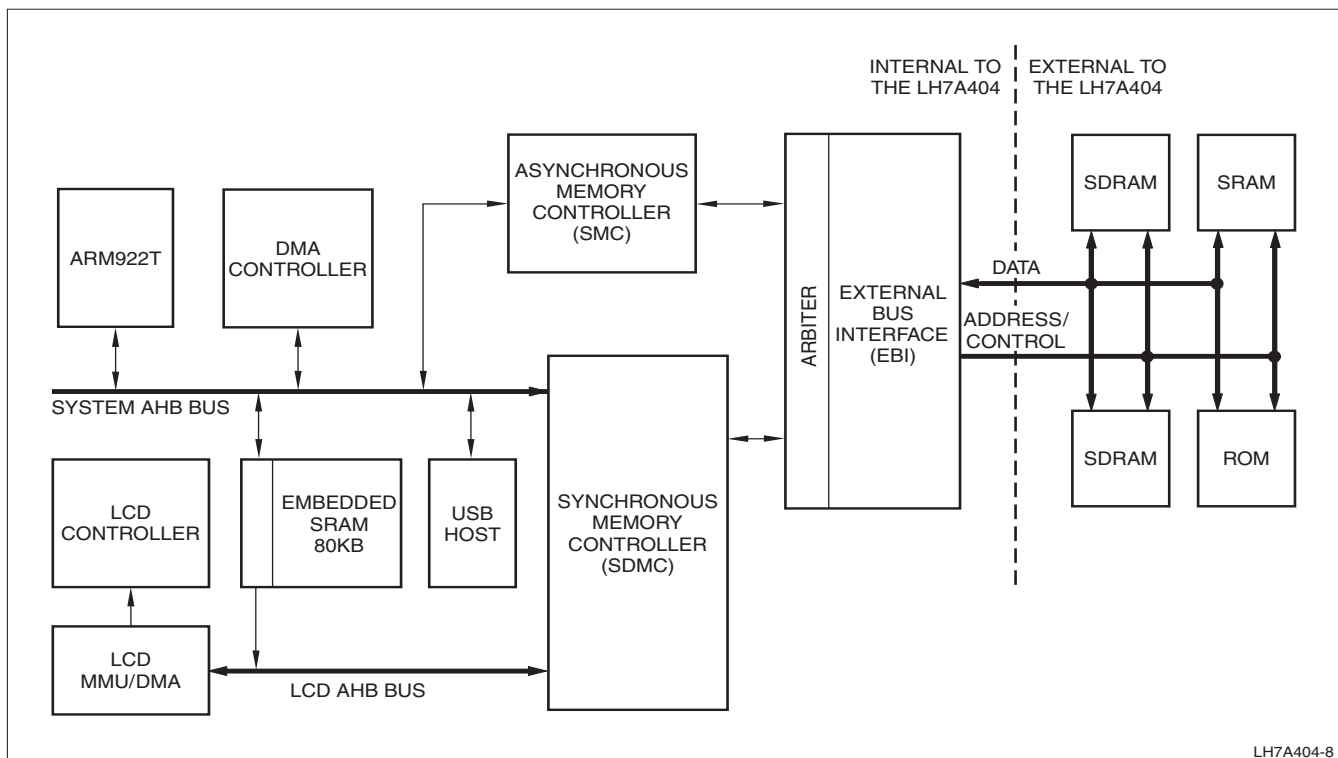 INTERNAL TO
THE LH7A404
EXTERNAL TO
THE LH7A404
ARM922T
DMA
CONTROLLER
ASYNCHRONOUS
MEMORY
CONTROLLER
(SMC)
ARBITER
EXTERNAL
BUS
INTERFACE
(EBI)
SDRAM
SRAM
DATA
ADDRESS/
CONTROL
SYSTEM AHB BUS
LCD
CONTROLLER
EMBEDDED
SRAM
80KB
USB
HOST
SYNCHRONOUS
MEMORY
CONTROLLER
(SDMC)
SDRAM
ROM
LCD
MMU/DMA
LCD AHB BUS
LH7A404-8